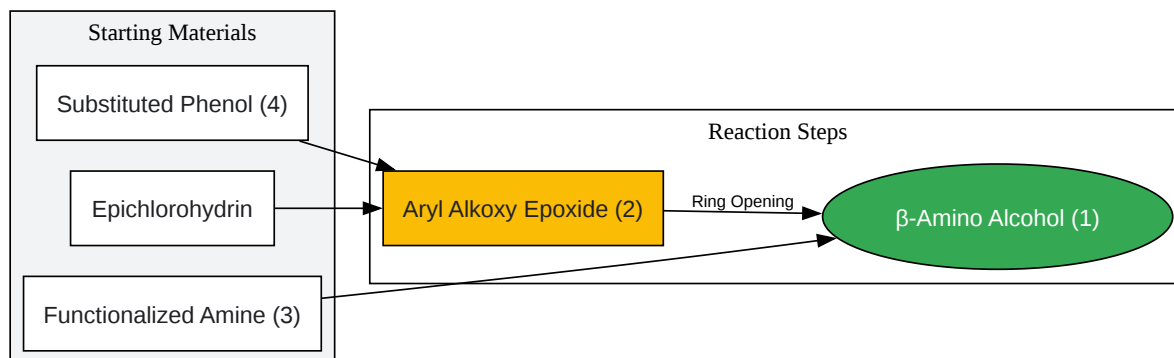 Starting Materials
Substituted Phenol (4)
Epichlorohydrin
Functionalized Amine (3)
Reaction Steps
Aryl Alkoxy Epoxide (2)
Ring Opening
β-Amino Alcohol (1)